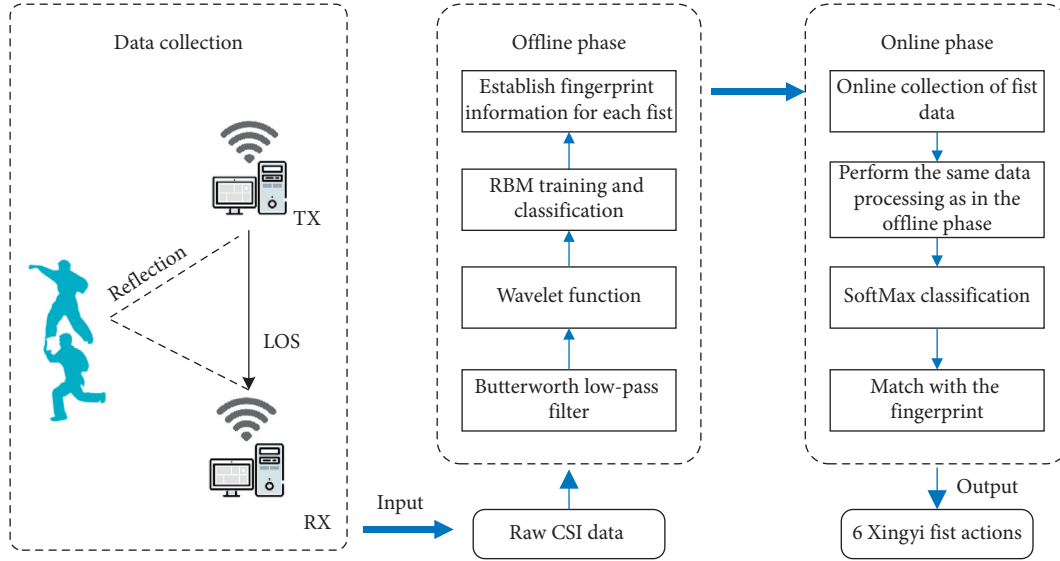 Data collection
TX
Reflection
LOS
RX
Input
Offline phase
Establish fingerprint
information for each fist
RBM training and
classification
Wavelet function
Butterworth low-pass
filter
Raw CSI data
Online phase
Online collection of fist
data
Perform the same data
processing as in the
offline phase
SoftMax classification
Match with the
fingerprint
Output
6 Xingyi fist actions